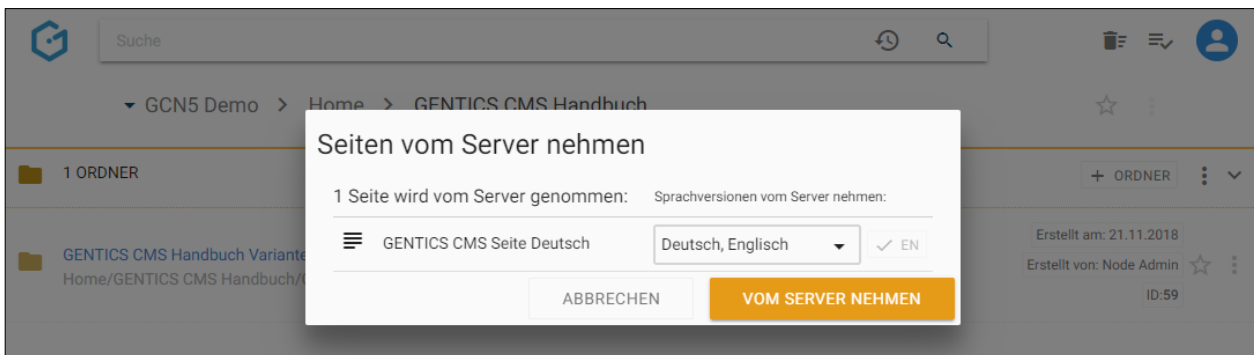 Suche
GCN5 Demo > Home > GENTICS CMS Handbuch
Seiten vom Server nehmen
1 ORDNER
+ ORDNER
1 Seite wird vom Server genommen: Sprachversionen vom Server nehmen:
GENTICS CMS Seite Deutsch Deutsch, Englisch EN
Erstellt am: 21.11.2018
GENTICS CMS Handbuch Variante
Erstellt von: Node Admin
Home/GENTICS CMS Handbuch/
ID:59
ABBRECHEN VOM SERVER NEHMEN